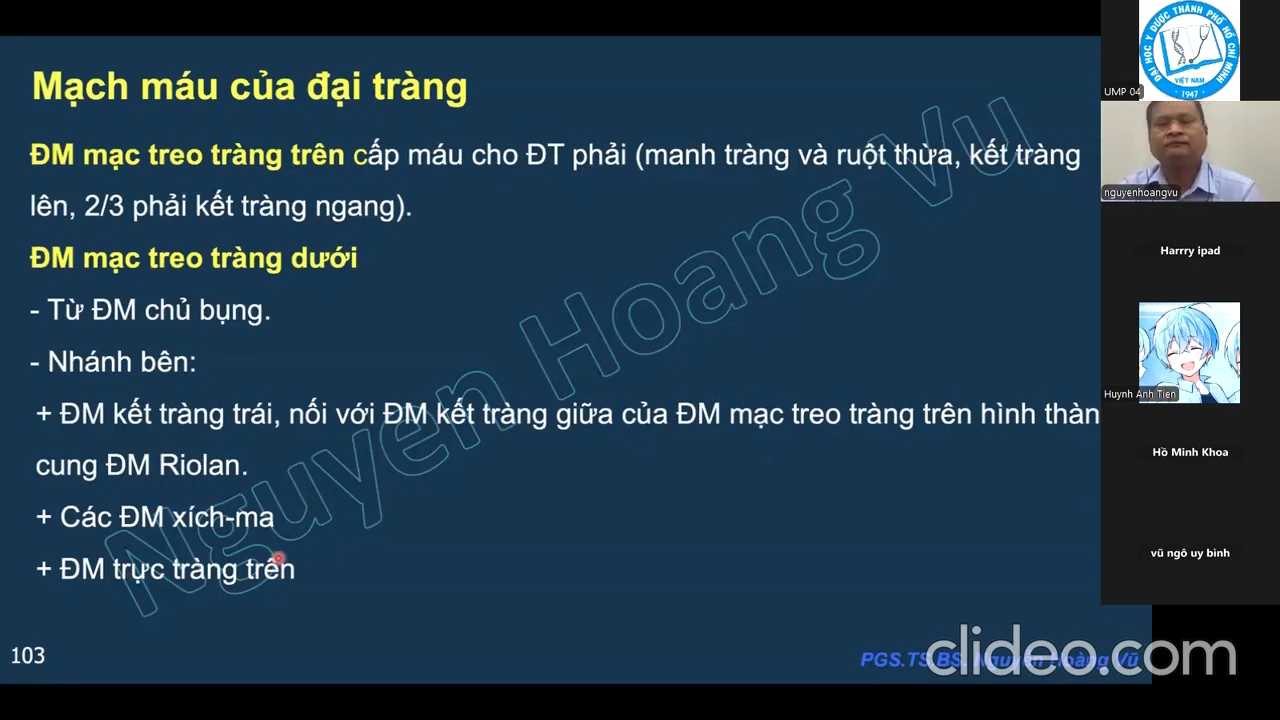 Mạch máu của đại tràng
ĐM mạc treo tràng trên cấp máu cho ĐT phải (manh tràng và ruột thừa, kết tràng
lên, 2/3 phải kết tràng ngang).
ĐM mạc treo tràng dưới
- Từ ĐM chủ bụng.
- Nhánh bên:
+ ĐM kết tràng trái, nối với ĐM kết tràng giữa của ĐM mạc treo tràng trên hình thàn
cung ĐM Riolan.
+ Các ĐM xích-ma
+ ĐM trực tràng trên
Nguyen Hoang Vu
103
PGS.TS.BS. Nguyễn Hoàng Vũ
clideo.com
ĐẠI HỌC Y DƯỢC THÀNH PHỐ HỒ CHÍ MINH
VIỆT NAM
1947
UMP 04
nguyenhoangvu
Harrry ipad
Huynh Anh Tien
Hồ Minh Khoa
vũ ngô uy bình